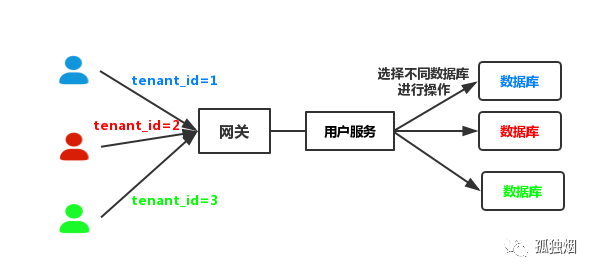 tenant_id=1
tenant_id=2
tenant_id=3
网关
用户服务
选择不同数据库
进行操作
数据库
数据库
数据库
孤独烟